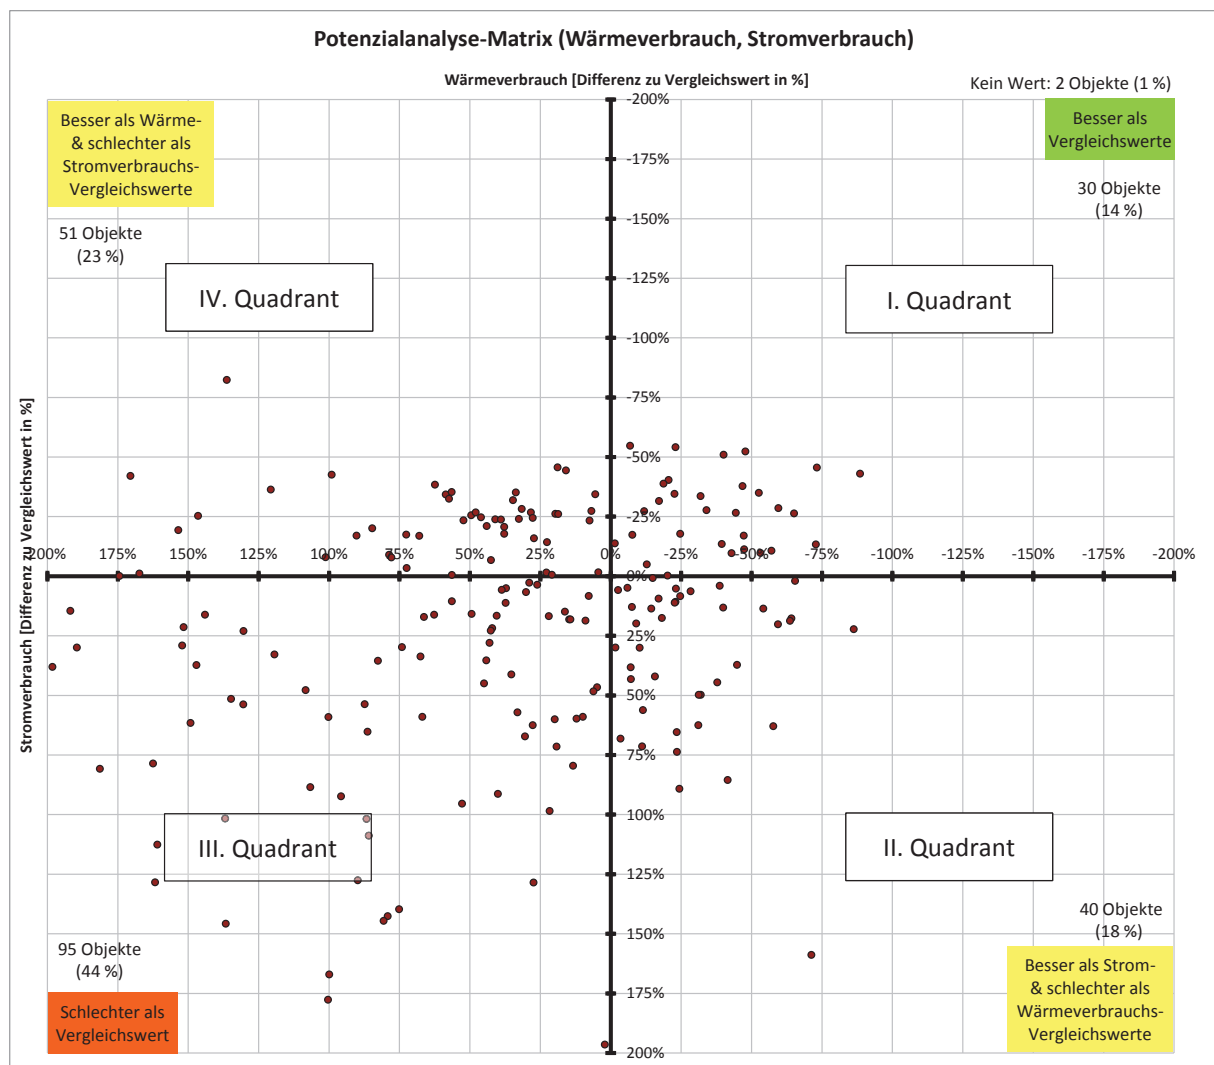 Potenzialanalyse-Matrix (Wärmeverbrauch, Stromverbrauch)
Wärmeverbrauch [Differenz zu Vergleichswert in %]
Kein Wert: 2 Objekte (1 %)
Besser als Wärme-
& schlechter als
Stromverbrauchs-
Vergleichswerte
51 Objekte
(23 %)
Besser als
Vergleichswerte
30 Objekte
(14 %)
-200%
-175%
-150%
-125%
-100%
-75%
-50%
-25%
IV. Quadrant
I. Quadrant
Stromverbrauch [Differenz zu Vergleichswert in %]
200%
175%
150%
125%
100%
75%
50%
25%
0%
-25%
-50%
-75%
-100%
-125%
-150%
-175%
-200%
0%
25%
50%
75%
100%
125%
150%
175%
200%
III. Quadrant
II. Quadrant
95 Objekte
(44 %)
Schlechter als
Vergleichswert
40 Objekte
(18 %)
Besser als Strom-
& schlechter als
Wärmeverbrauchs-
Vergleichswerte